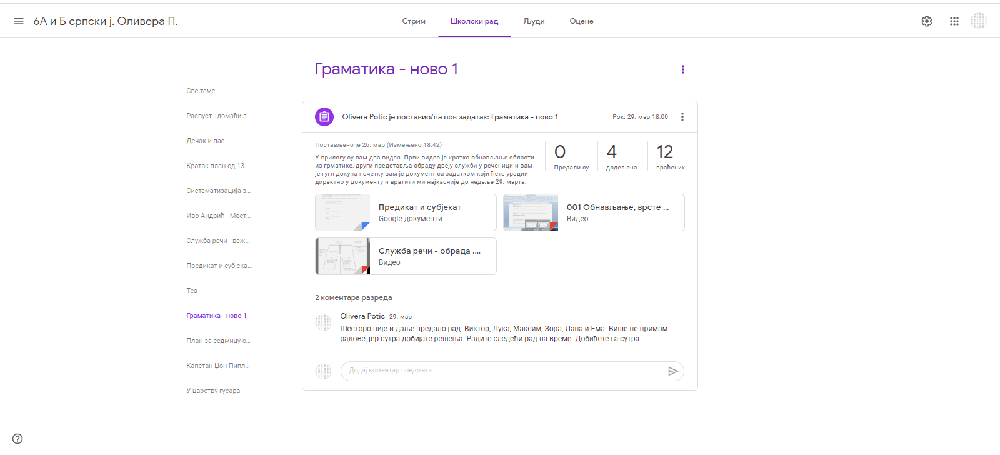 6А и Б српски ј. Оливера П.
Стрим
Школски рад
Људи
Оцене
Граматика - ново 1
Све теме
Распуст - домаћи з...
Дечак и пас
Кратак план од 13....
Систематизација з...
Иво Андрић - Мост...
Служба речи - веж...
Предикат и субјека...
Теа
Граматика - ново 1
План за седмицу о...
Капетан Џон Пипл...
У царству гусара
Olivera Potic је поставио/ла нов задатак: Граматика - ново 1
Рок: 29. мар 18:00
Постављено је 26. мар (Измењено 18:42)
У прилогу су вам два видеа. Први видео је кратко обнављање области
из грматике, други представља обраду двеју служби у реченици и вам
је гугл докуна почетку вам је документ са задатком који ћете урадии
директно у документу и вратити ми најкасније до недеље 29. марта.
0
Предали су
4
додељена
12
враћених
Предикат и субјекат
Google документи
001 Обнављање, врсте ...
Видео
Служба речи - обрада ....
Видео
2 коментара разреда
Olivera Potic 29. мар
Шесторо није и даље предало рад: Виктор, Лука, Максим, Зора, Лана и Ема. Више не примам
радове, јер сутра добијате решења. Радите следећи рад на време. Добићете га сутра.
Додај коментар предмета...